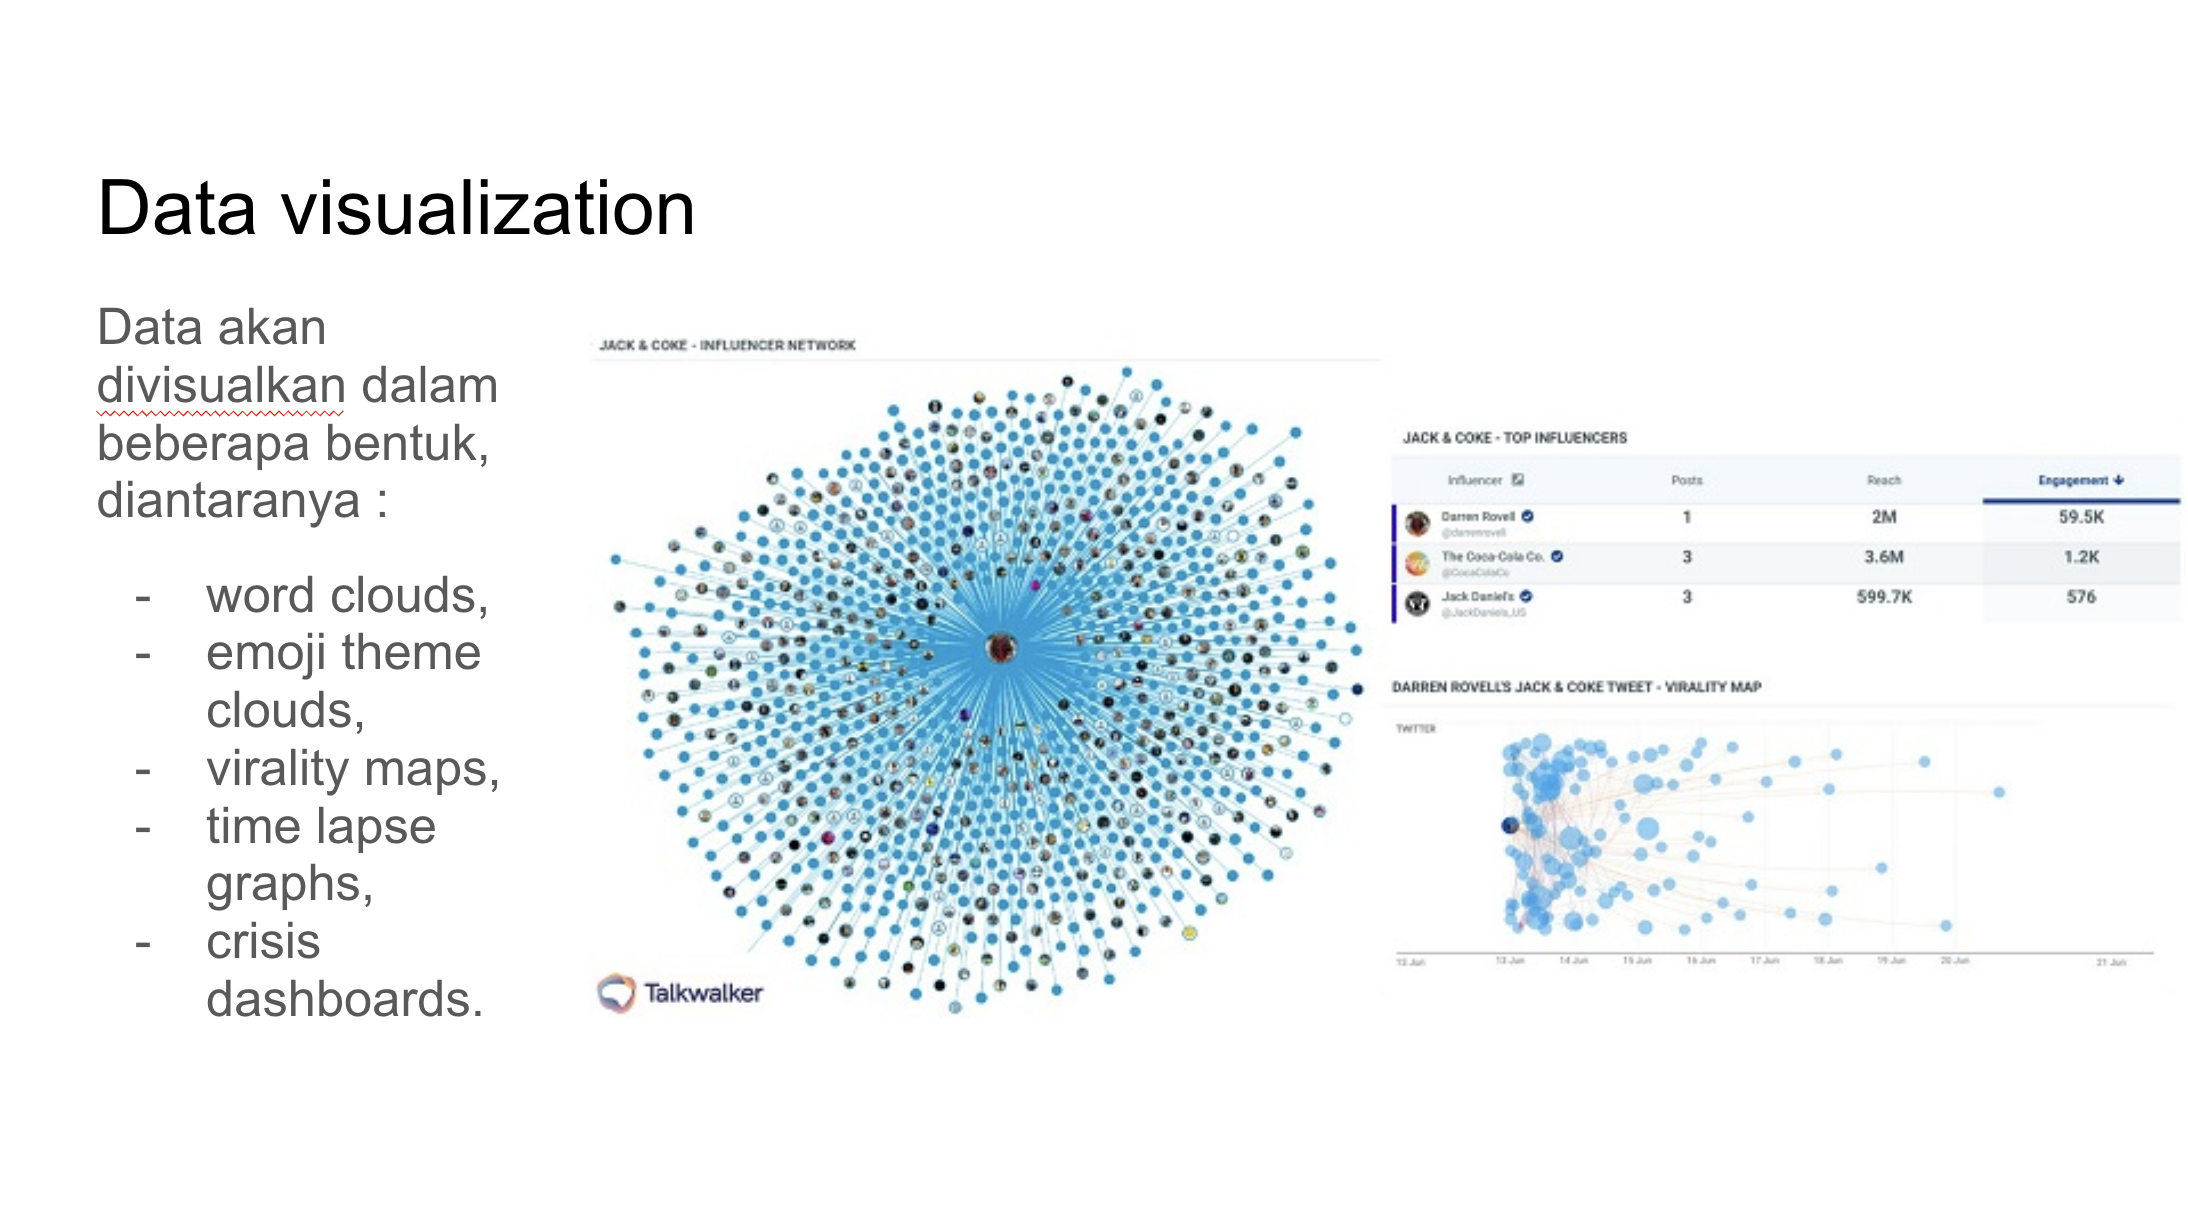 Data visualization
Data akan
divisualkan dalam
beberapa bentuk,
diantaranya :
- word clouds,
- emoji theme
clouds,
- virality maps,
- time lapse
graphs,
- crisis
dashboards.
JACK & COKE - INFLUENCER NETWORK
Talkwalker
JACK & COKE - TOP INFLUENCERS
Influencer Posts Reach Engagement
Darren Rovell 1 2M 59.5K
@darrenrovell
The Coca-Cola Co. 3 3.6M 1.2K
@CocaColaCo
Jack Daniel's 3 599.7K 576
@JackDaniels_US
DARREN ROVELL'S JACK & COKE TWEET - VIRALITY MAP
TWITTER
12 Jun 13 Jun 14 Jun 15 Jun 16 Jun 17 Jun 18 Jun 19 Jun 20 Jun 21 Jun